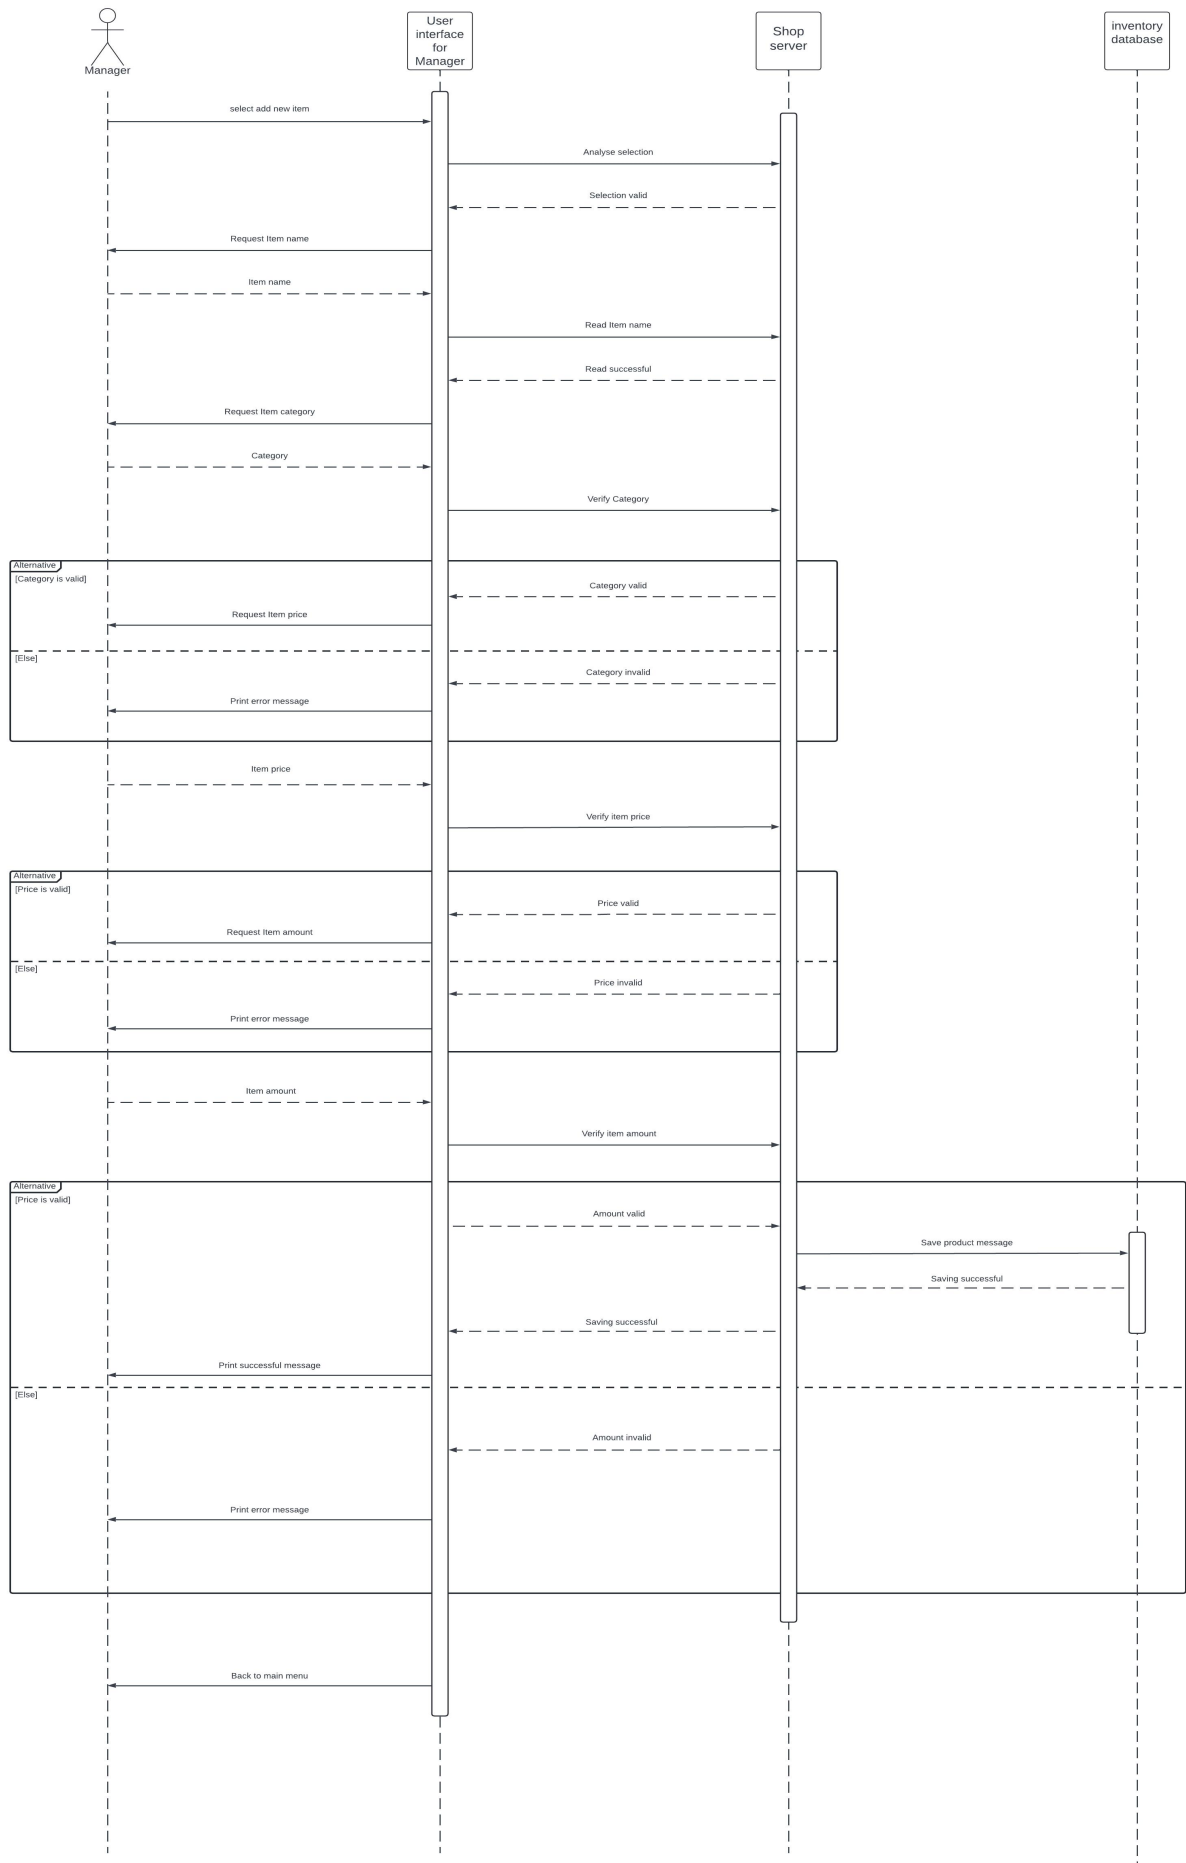 Manager
User
interface
for
Manager
Shop
server
inventory
database
select add new item
Analyse selection
Selection valid
Request Item name
Item name
Read Item name
Read successful
Request Item category
Category
Verify Category
Alternative
[Category is valid]
Category valid
Request Item price
[Else]
Category invalid
Print error message
Item price
Verify item price
Alternative
[Price is valid]
Price valid
Request Item amount
[Else]
Price invalid
Print error message
Item amount
Verify item amount
Alternative
[Price is valid]
Amount valid
Save product message
Saving successful
Saving successful
Print successful message
[Else]
Amount invalid
Print error message
Back to main menu